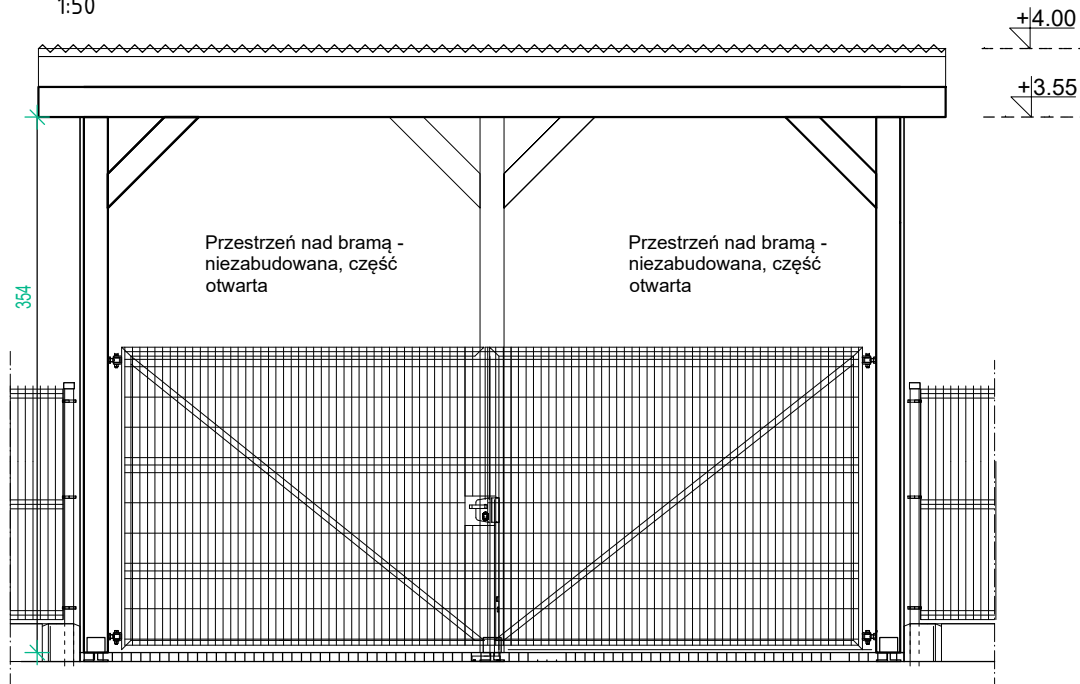 1:50
+4.00
+3.55
Przestrzeń nad bramą -
niezabudowana, część
otwarta
Przestrzeń nad bramą -
niezabudowana, część
otwarta
354